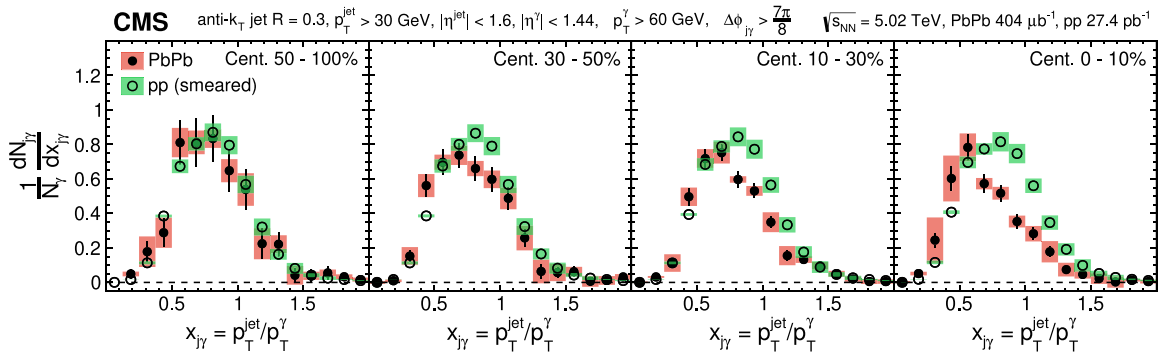 CMS anti-k_T jet R = 0.3, p_T^jet > 30 GeV, |η^jet| < 1.6, |η^γ| < 1.44, p_T^γ > 60 GeV, Δϕ_jγ > 7π/8 √s_NN = 5.02 TeV, PbPb 404 μb⁻¹, pp 27.4 pb⁻¹
PbPb
pp (smeared)
Cent. 50 - 100%
Cent. 30 - 50%
Cent. 10 - 30%
Cent. 0 - 10%
1/N_γ dN_jγ/dx_jγ
1.2
1
0.8
0.6
0.4
0.2
0
0.5 1 1.5 0.5 1 1.5 0.5 1 1.5 0.5 1 1.5
x_jγ = p_T^jet/p_T^γ x_jγ = p_T^jet/p_T^γ x_jγ = p_T^jet/p_T^γ x_jγ = p_T^jet/p_T^γ